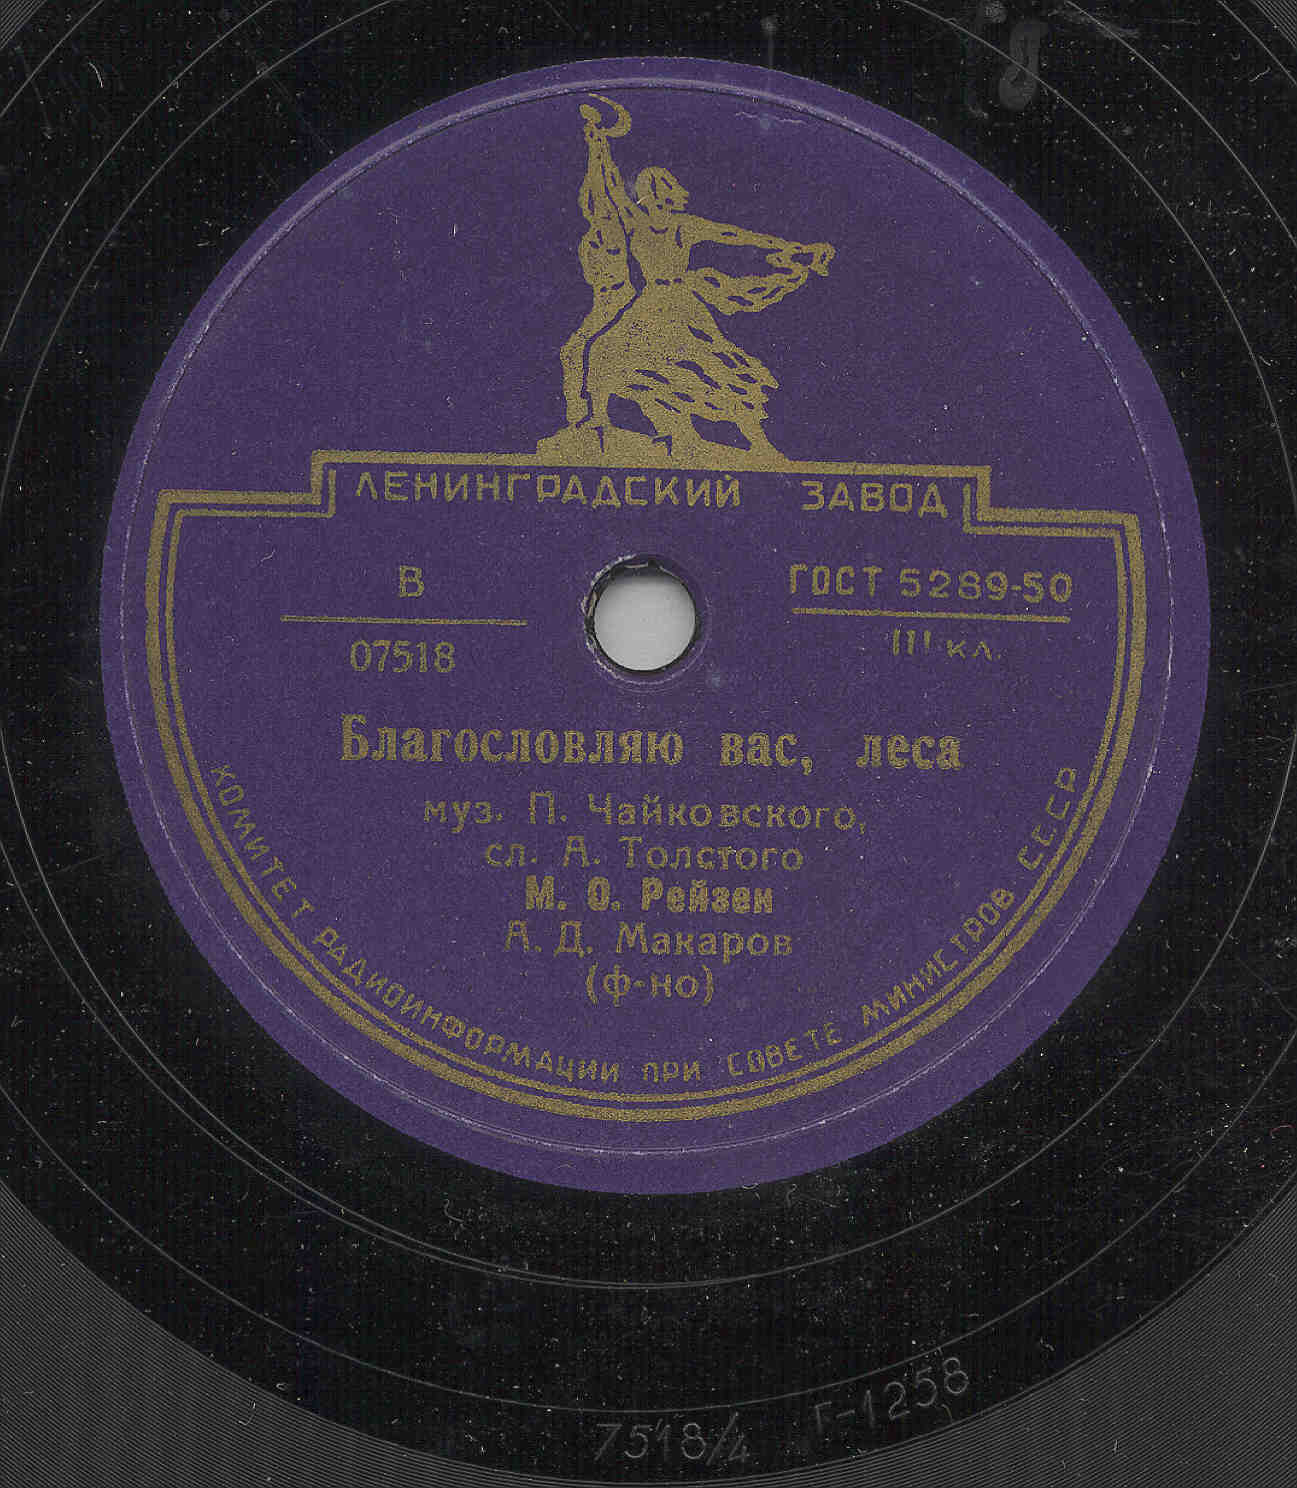 ЛЕНИНГРАДСКИЙ ЗАВОД
В
07518
ГОСТ 5289-50
III кл.
Благословляю вас, леса
муз. П. Чайковского,
сл. А. Толстого
М. О. Рейзен
А. Д. Макаров
(ф-но)
КОМИТЕТ РАДИОИНФОРМАЦИИ ПРИ СОВЕТЕ МИНИСТРОВ СССР
7518/4 Г-1258